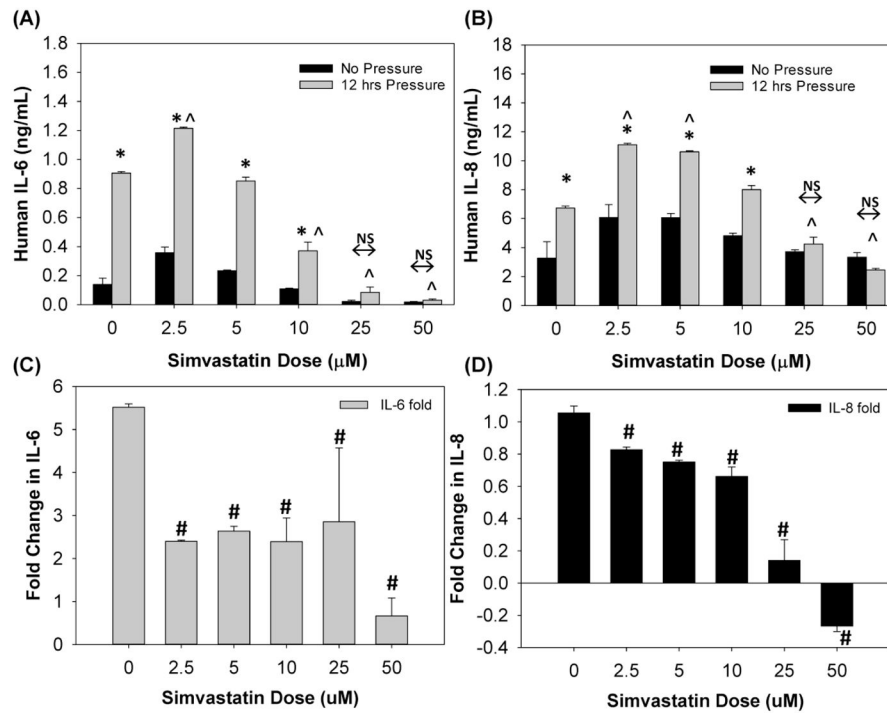 (A)
Human IL-6 (ng/mL)
1.8
1.6
1.4
1.2
1.0
0.8
0.6
0.4
0.2
0.0
No Pressure
12 hrs Pressure
* * ^ * * ^ NS ^ NS ^
0 2.5 5 10 25 50
Simvastatin Dose (μM)
(B)
Human IL-8 (ng/mL)
18
16
14
12
10
8
6
4
2
0
No Pressure
12 hrs Pressure
* ^ * ^ * * NS ^ NS ^
0 2.5 5 10 25 50
Simvastatin Dose (μM)
(C)
Fold Change in IL-6
6
5
4
3
2
1
0
IL-6 fold
# # # # #
0 2.5 5 10 25 50
Simvastatin Dose (uM)
(D)
Fold Change in IL-8
1.2
1.0
0.8
0.6
0.4
0.2
0.0
-0.2
-0.4
IL-8 fold
# # # # #
0 2.5 5 10 25 50
Simvastatin Dose (uM)